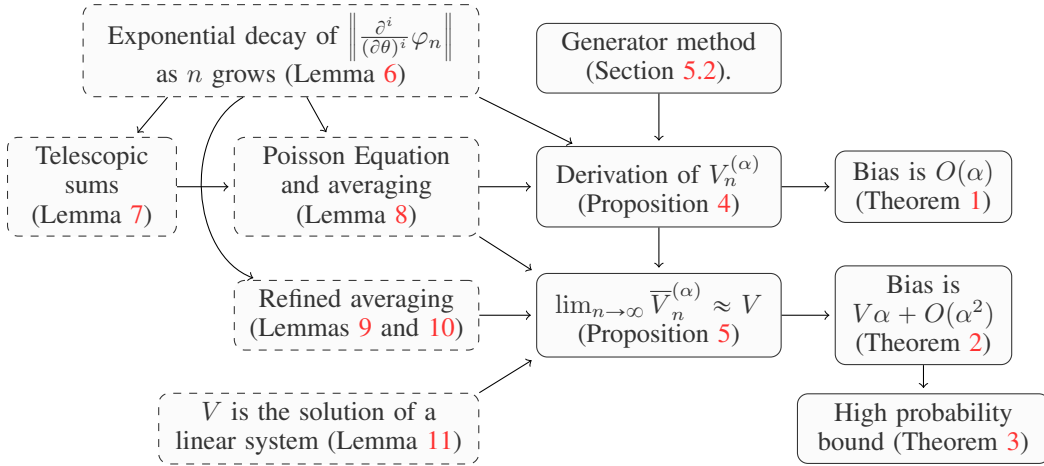 Exponential decay of $\left\| \frac{\partial^i}{(\partial\theta)^i} \varphi_n \right\|$
as $n$ grows (Lemma 6)
Generator method
(Section 5.2).
Telescopic
sums
(Lemma 7)
Poisson Equation
and averaging
(Lemma 8)
Derivation of $V_n^{(\alpha)}$
(Proposition 4)
Bias is $O(\alpha)$
(Theorem 1)
Refined averaging
(Lemmas 9 and 10)
$\lim_{n\to\infty} \overline{V}_n^{(\alpha)} \approx V$
(Proposition 5)
Bias is
$V\alpha + O(\alpha^2)$
(Theorem 2)
$V$ is the solution of a
linear system (Lemma 11)
High probability
bound (Theorem 3)